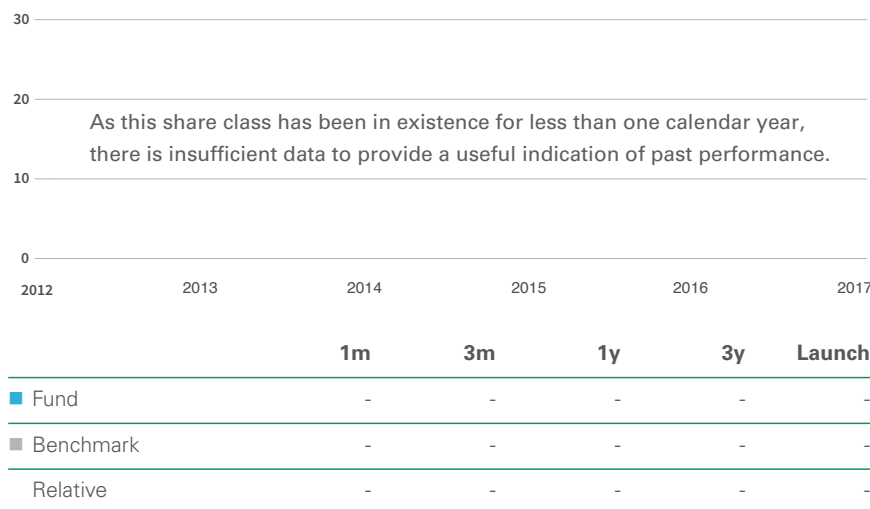 30
20
As this share class has been in existence for less than one calendar year,
there is insufficient data to provide a useful indication of past performance.
10
0
2012 2013 2014 2015 2016 2017
1m 3m 1y 3y Launch
Fund - - - - -
Benchmark - - - - -
Relative - - - - -